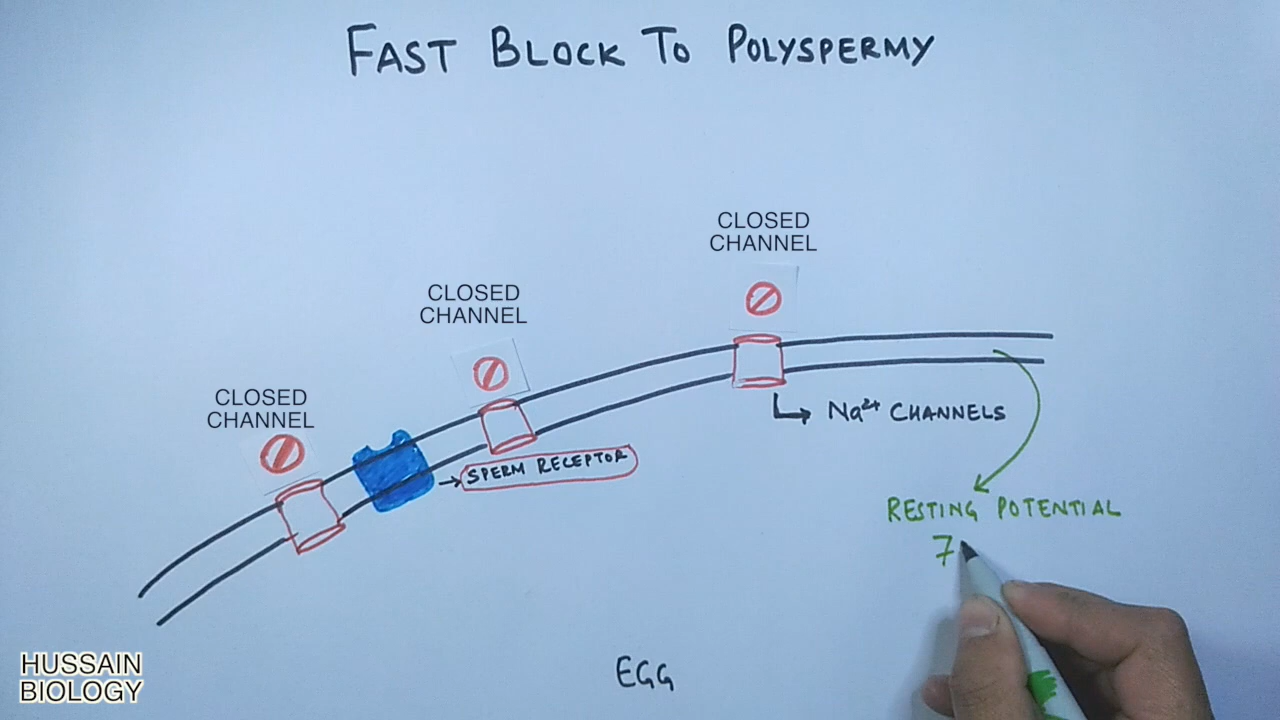 FAST BLOCK TO POLYSPERMY
CLOSED
CHANNEL
CLOSED
CHANNEL
CLOSED
CHANNEL
Na²⁺ CHANNELS
SPERM RECEPTOR
RESTING POTENTIAL
7
EGG
HUSSAIN
BIOLOGY